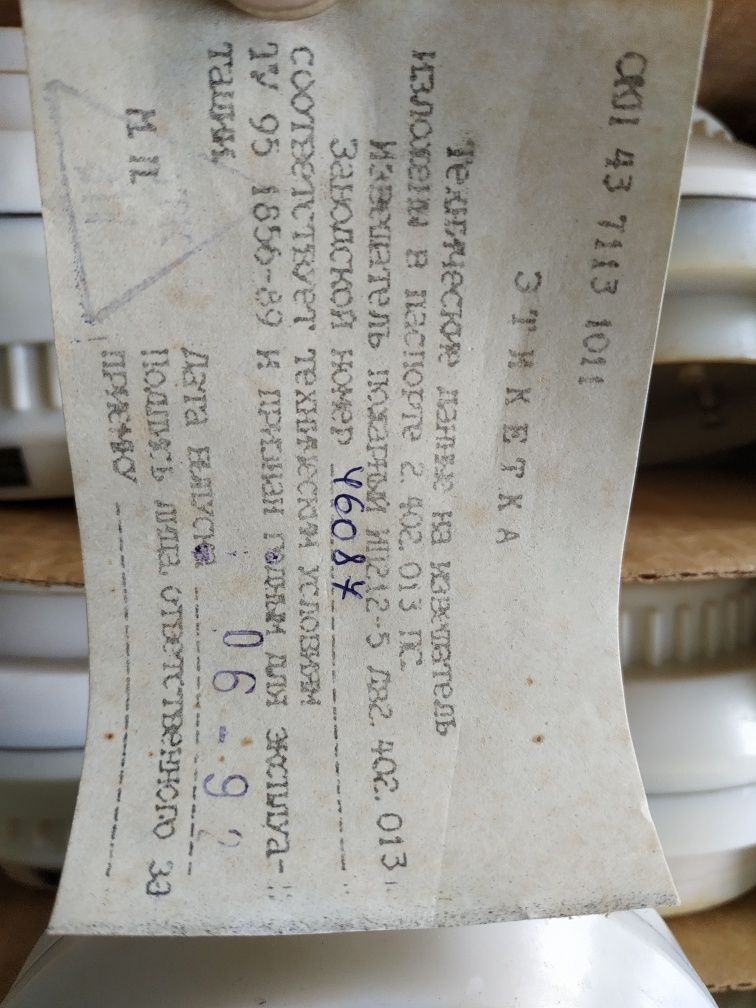 ОКП 43 7113 1011
ЭТИКЕТКА
Технические данные на извещатель
изложены в паспорте 2.402.013 ПС.
Извещатель пожарный ИП212-5 Дв2.402.013
Заводской номер 46084
соответствует техническим условиям
ТУ 95 1856-89 и признан годным для эксплуа-
тации
Дата выпуска 06-92
М П Подпись лица, ответственного за
приемку